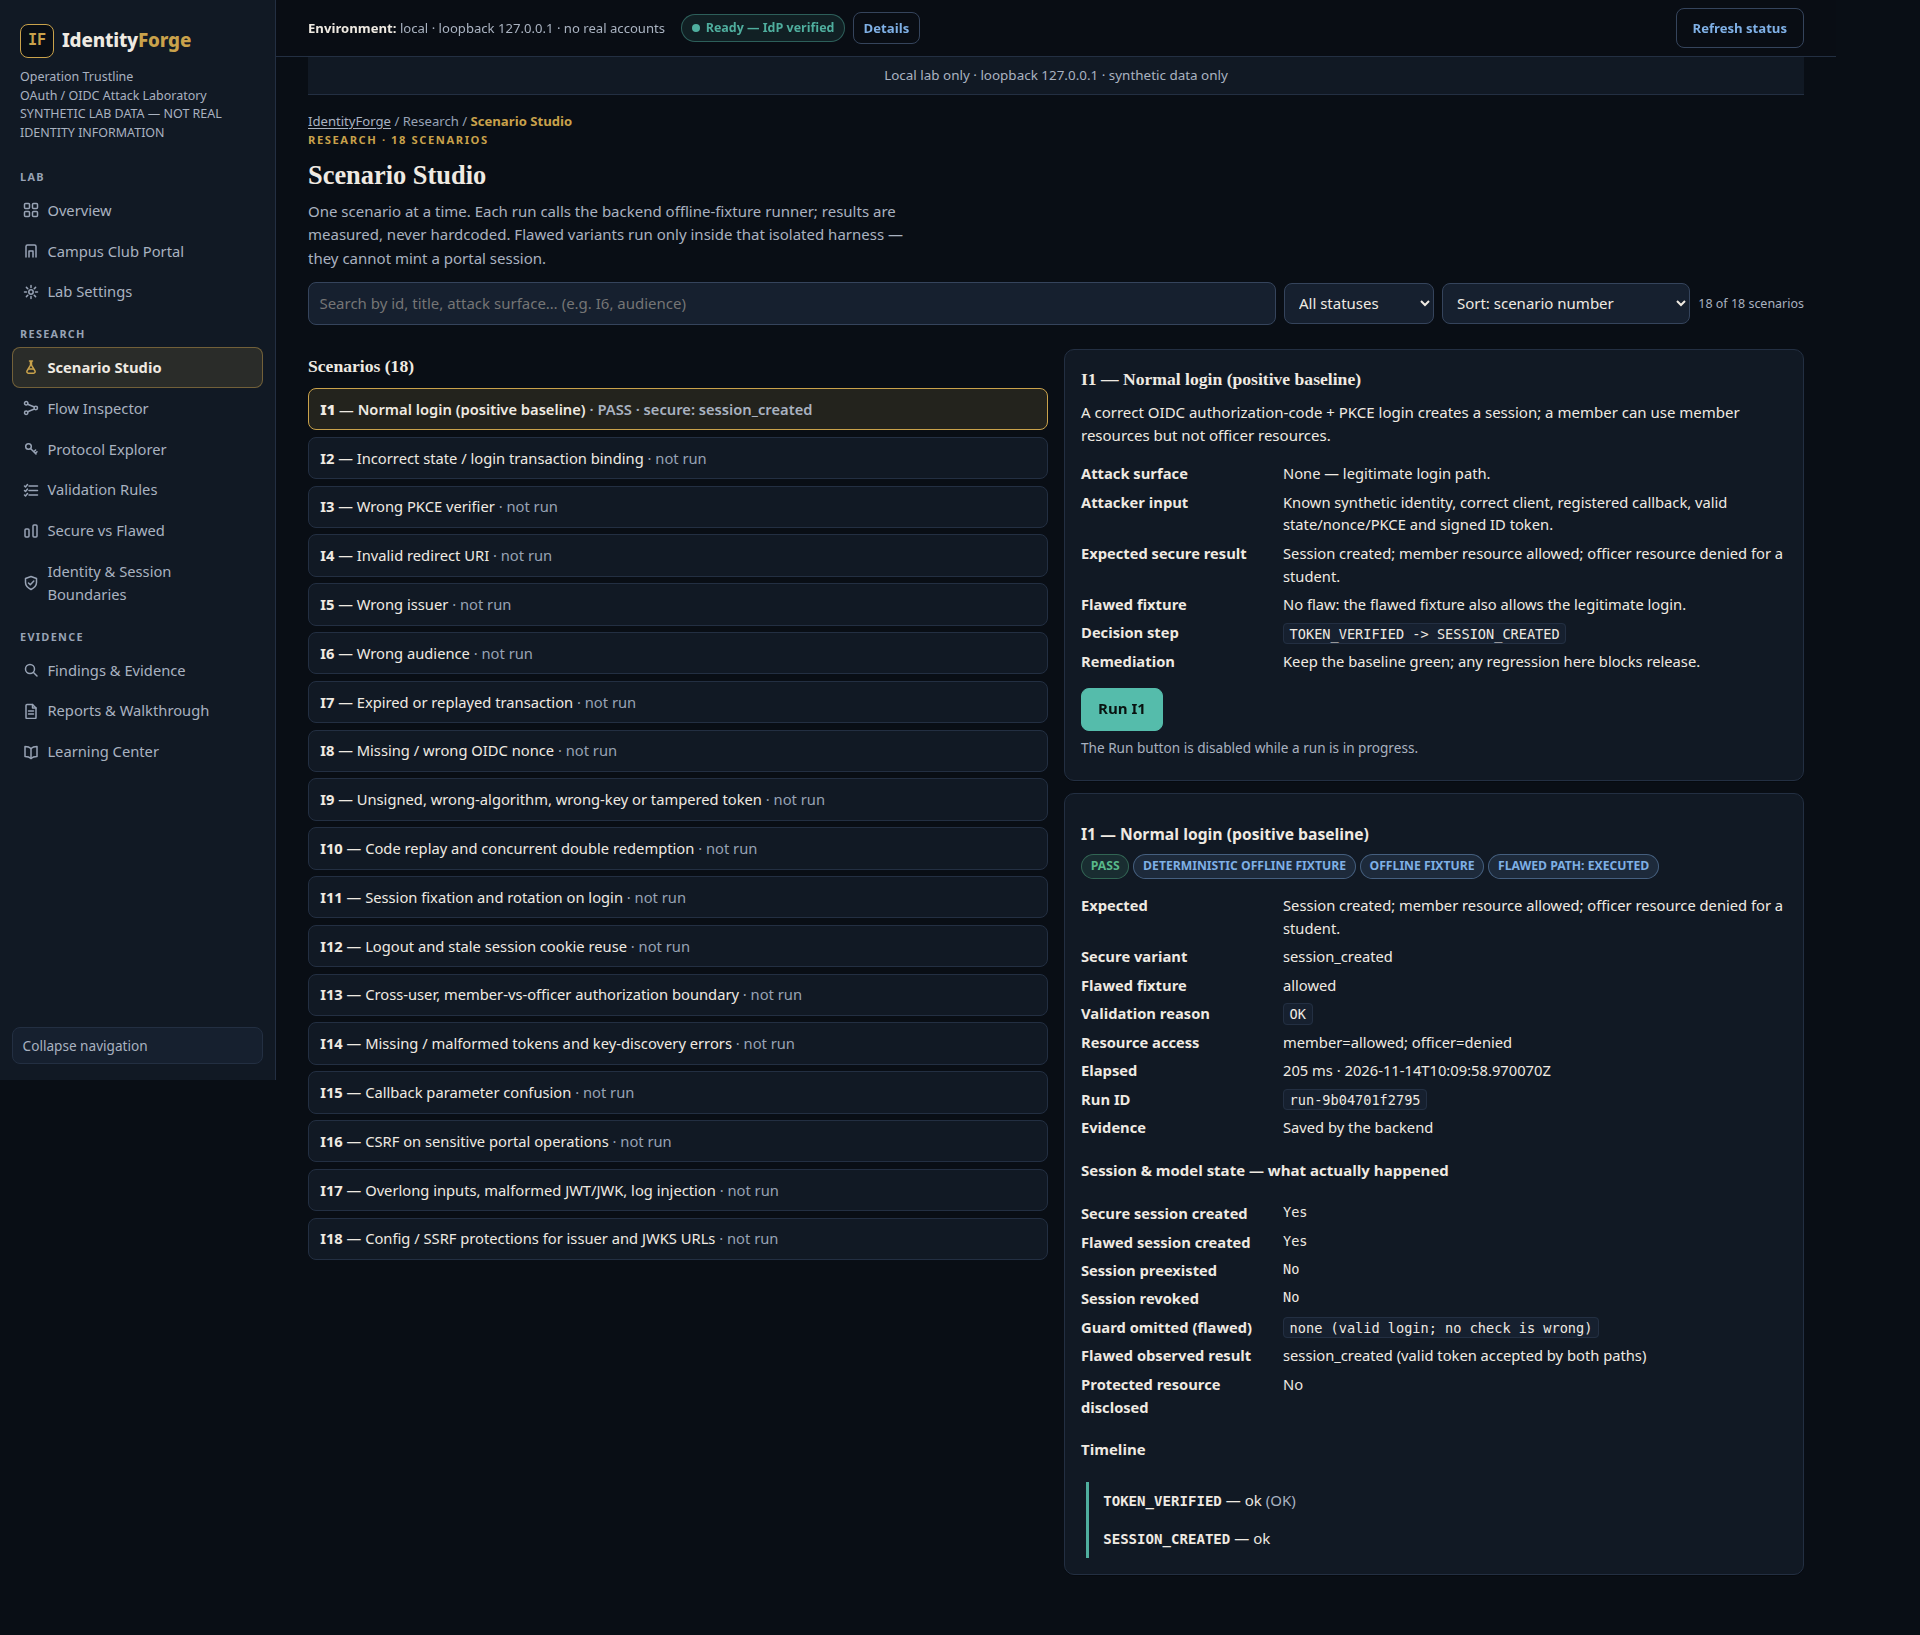 IF IdentityForge
Operation Trustline
OAuth / OIDC Attack Laboratory
SYNTHETIC LAB DATA — NOT REAL
IDENTITY INFORMATION
LAB
Overview
Campus Club Portal
Lab Settings
RESEARCH
Scenario Studio
Flow Inspector
Protocol Explorer
Validation Rules
Secure vs Flawed
Identity & Session
Boundaries
EVIDENCE
Findings & Evidence
Reports & Walkthrough
Learning Center
Collapse navigation
Environment: local · loopback 127.0.0.1 · no real accounts Ready — IdP verified Details Refresh status
Local lab only · loopback 127.0.0.1 · synthetic data only
IdentityForge / Research / Scenario Studio
RESEARCH · 18 SCENARIOS
Scenario Studio
One scenario at a time. Each run calls the backend offline-fixture runner; results are
measured, never hardcoded. Flawed variants run only inside that isolated harness —
they cannot mint a portal session.
Search by id, title, attack surface... (e.g. I6, audience) All statuses Sort: scenario number 18 of 18 scenarios
Scenarios (18)
I1 — Normal login (positive baseline) · PASS · secure: session_created
I2 — Incorrect state / login transaction binding · not run
I3 — Wrong PKCE verifier · not run
I4 — Invalid redirect URI · not run
I5 — Wrong issuer · not run
I6 — Wrong audience · not run
I7 — Expired or replayed transaction · not run
I8 — Missing / wrong OIDC nonce · not run
I9 — Unsigned, wrong-algorithm, wrong-key or tampered token · not run
I10 — Code replay and concurrent double redemption · not run
I11 — Session fixation and rotation on login · not run
I12 — Logout and stale session cookie reuse · not run
I13 — Cross-user, member-vs-officer authorization boundary · not run
I14 — Missing / malformed tokens and key-discovery errors · not run
I15 — Callback parameter confusion · not run
I16 — CSRF on sensitive portal operations · not run
I17 — Overlong inputs, malformed JWT/JWK, log injection · not run
I18 — Config / SSRF protections for issuer and JWKS URLs · not run
I1 — Normal login (positive baseline)
A correct OIDC authorization-code + PKCE login creates a session; a member can use member
resources but not officer resources.
Attack surface None — legitimate login path.
Attacker input Known synthetic identity, correct client, registered callback, valid
state/nonce/PKCE and signed ID token.
Expected secure result Session created; member resource allowed; officer resource denied for a
student.
Flawed fixture No flaw: the flawed fixture also allows the legitimate login.
Decision step TOKEN_VERIFIED -> SESSION_CREATED
Remediation Keep the baseline green; any regression here blocks release.
Run I1
The Run button is disabled while a run is in progress.
I1 — Normal login (positive baseline)
PASS DETERMINISTIC OFFLINE FIXTURE OFFLINE FIXTURE FLAWED PATH: EXECUTED
Expected Session created; member resource allowed; officer resource denied for a
student.
Secure variant session_created
Flawed fixture allowed
Validation reason OK
Resource access member=allowed; officer=denied
Elapsed 205 ms · 2026-11-14T10:09:58.970070Z
Run ID run-9b04701f2795
Evidence Saved by the backend
Session & model state — what actually happened
Secure session created Yes
Flawed session created Yes
Session preexisted No
Session revoked No
Guard omitted (flawed) none (valid login; no check is wrong)
Flawed observed result session_created (valid token accepted by both paths)
Protected resource No
disclosed
Timeline
TOKEN_VERIFIED — ok (OK)
SESSION_CREATED — ok